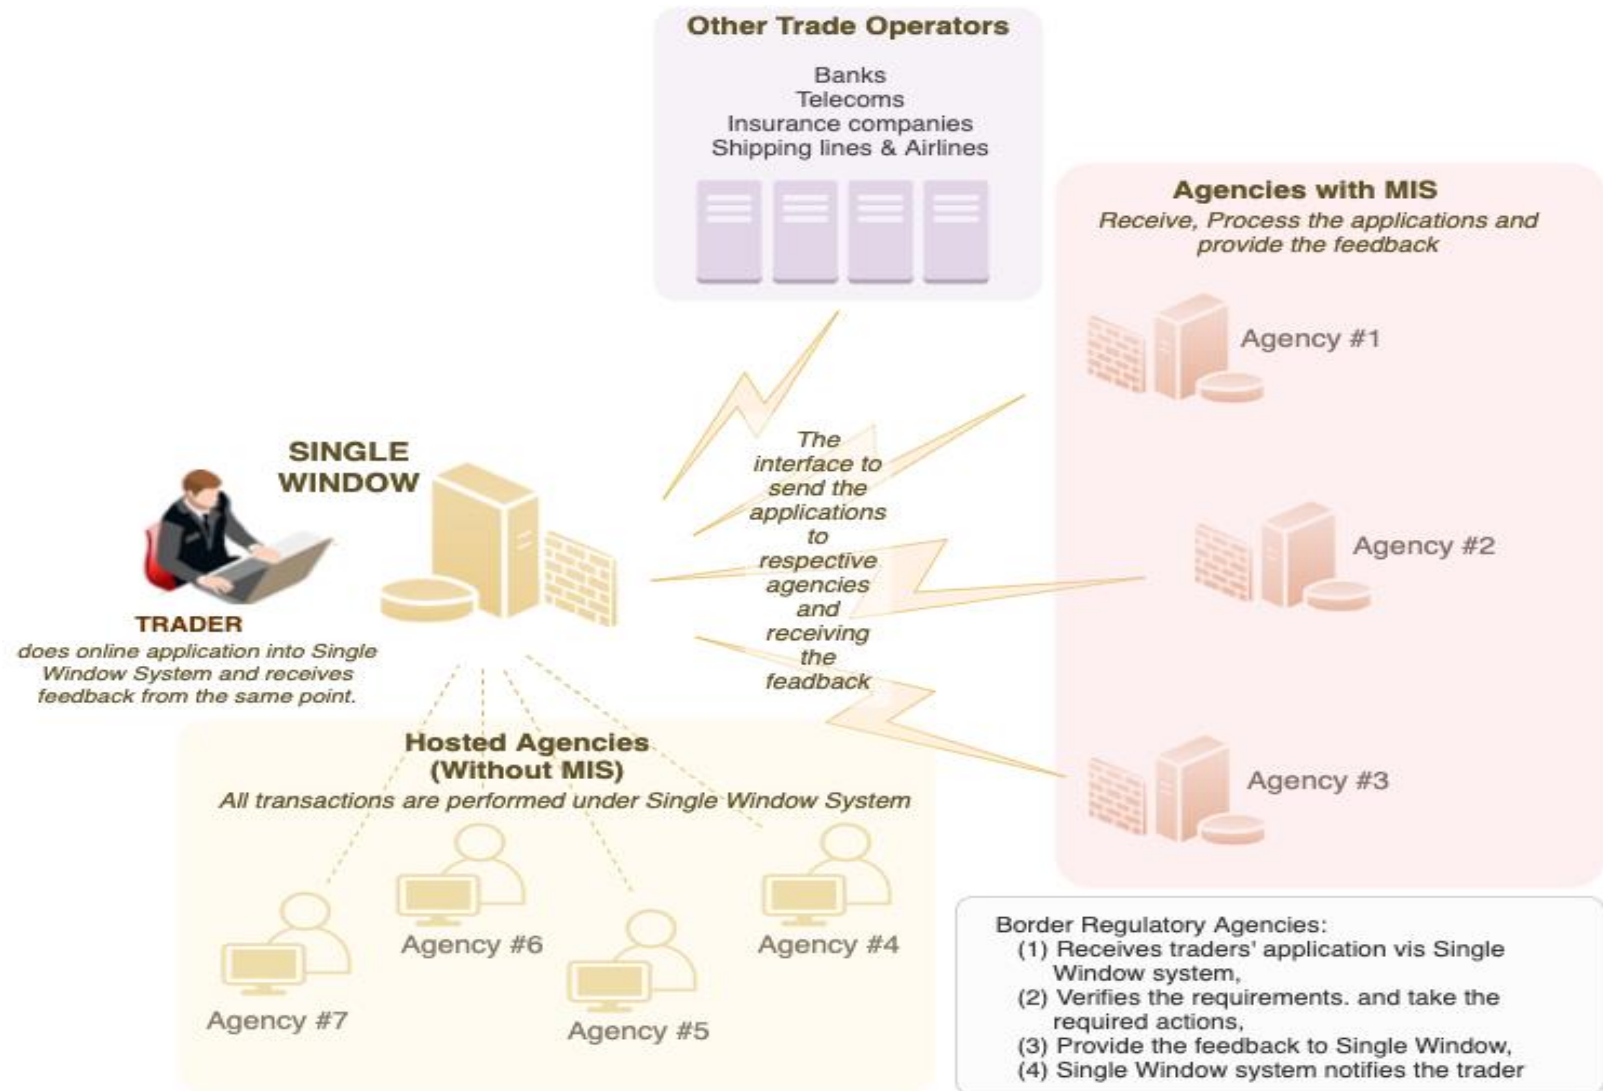 Other Trade Operators
Banks
Telecoms
Insurance companies
Shipping lines & Airlines
Agencies with MIS
Receive, Process the applications and
provide the feedback
Agency #1
Agency #2
Agency #3
SINGLE
WINDOW
The
interface to
send the
applications
to
respective
agencies
and
receiving
the
feadback
TRADER
does online application into Single
Window System and receives
feedback from the same point.
Hosted Agencies
(Without MIS)
All transactions are performed under Single Window System
Agency #6
Agency #4
Agency #7
Agency #5
Border Regulatory Agencies:
(1) Receives traders' application vis Single
Window system,
(2) Verifies the requirements. and take the
required actions,
(3) Provide the feedback to Single Window,
(4) Single Window system notifies the trader